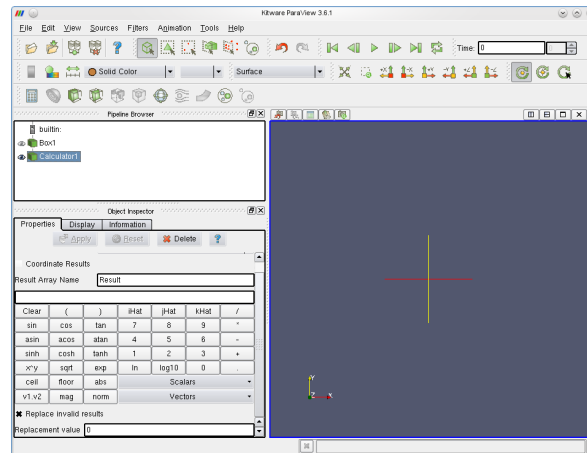 Kitware ParaView 3.6.1
File Edit View Sources Filters Animation Tools Help
Time: 0
Solid Color Surface
Pipeline Browser
builtin:
Box1
Calculator1
Object Inspector
Properties Display Information
Apply Reset Delete ?
Coordinate Results
Result Array Name Result
Clear ( ) iHat jHat kHat /
sin cos tan 7 8 9 *
asin acos atan 4 5 6 -
sinh cosh tanh 1 2 3 +
x^y sqrt exp ln log10 0 .
ceil floor abs Scalars
v1.v2 mag norm Vectors
Replace invalid results
Replacement value 0
Y
Z X